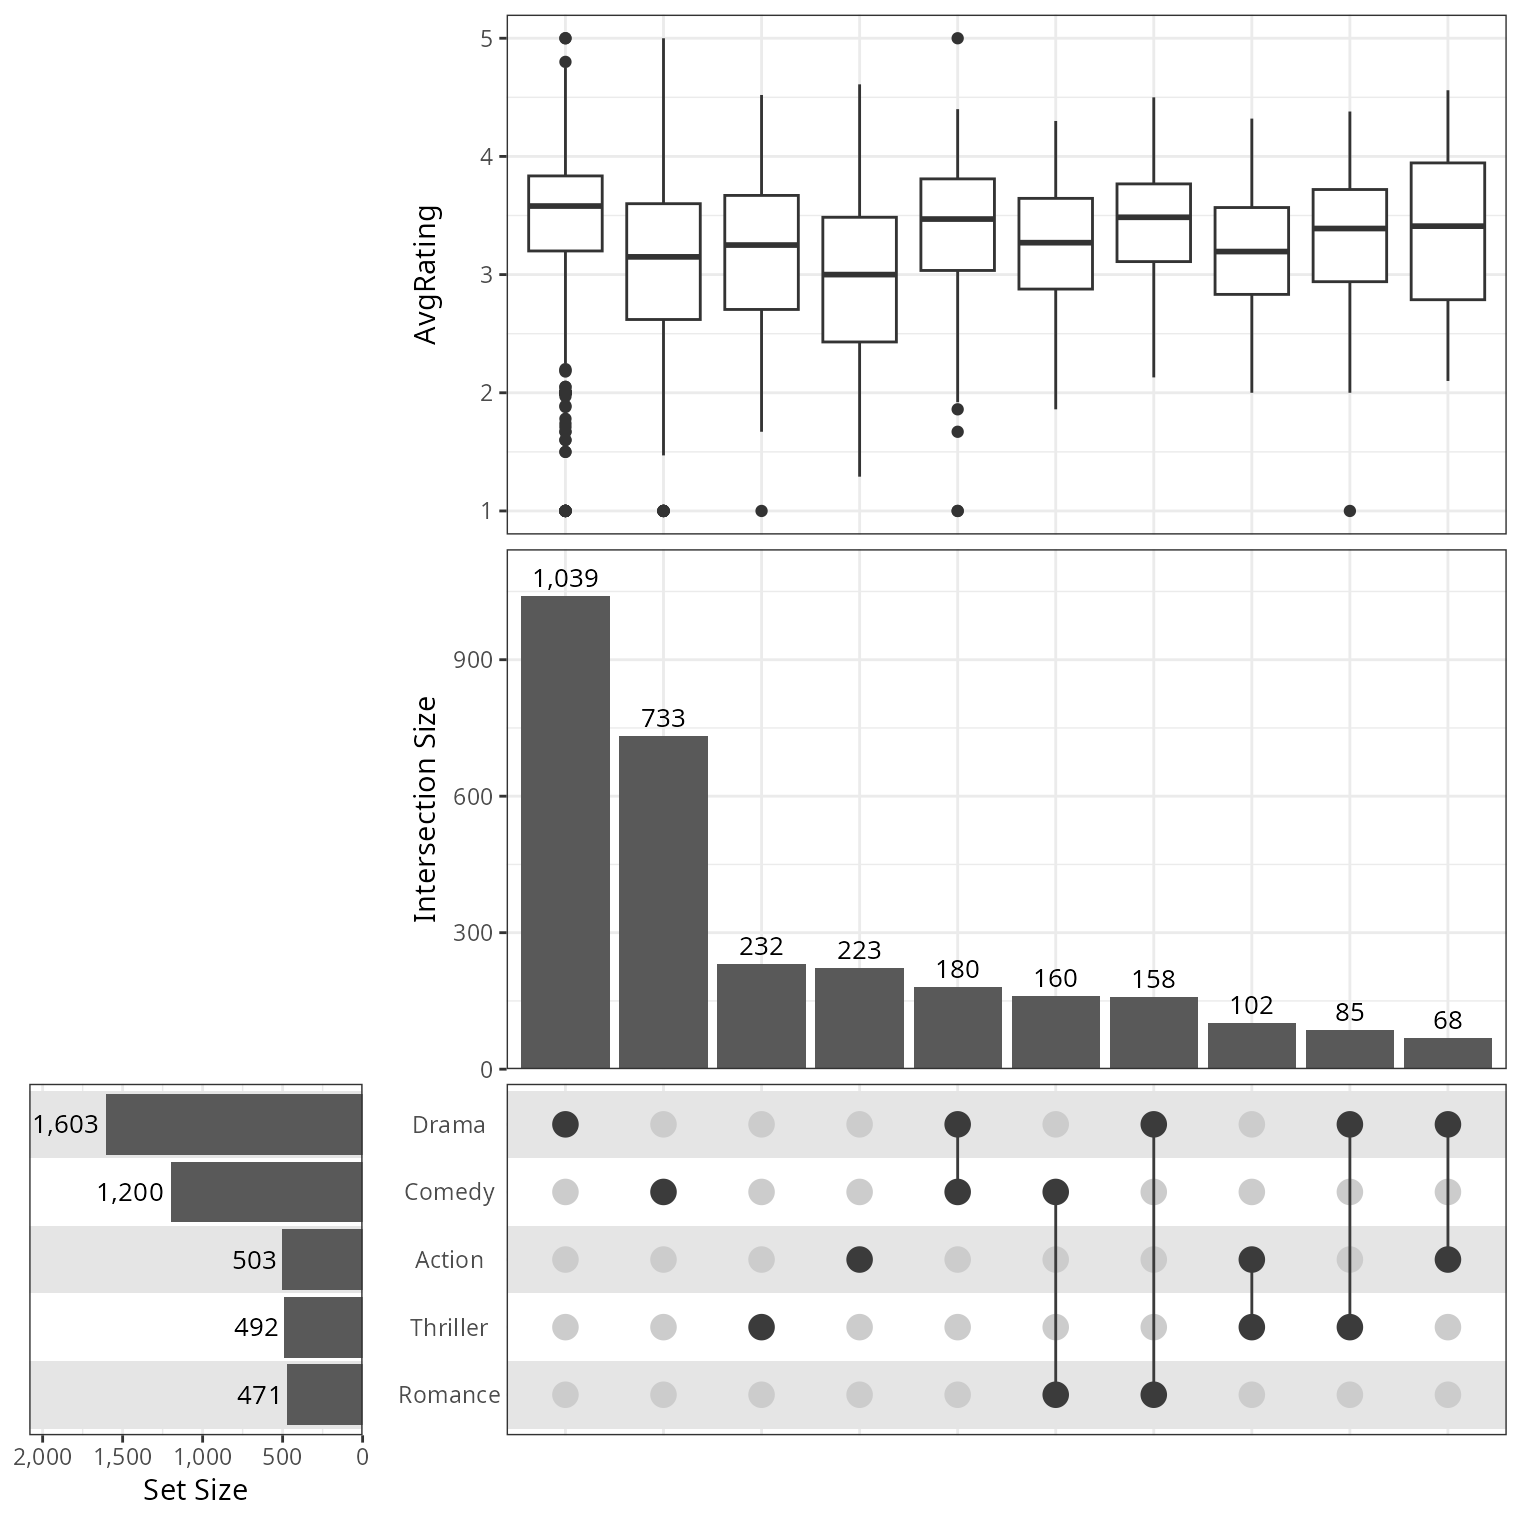 5
4
3
2
1
AvgRating
1,039
733
232
223
180
160
158
102
85
68
900
600
300
0
Intersection Size
1,603
1,200
503
492
471
2,000 1,500 1,000 500 0
Set Size
Drama
Comedy
Action
Thriller
Romance